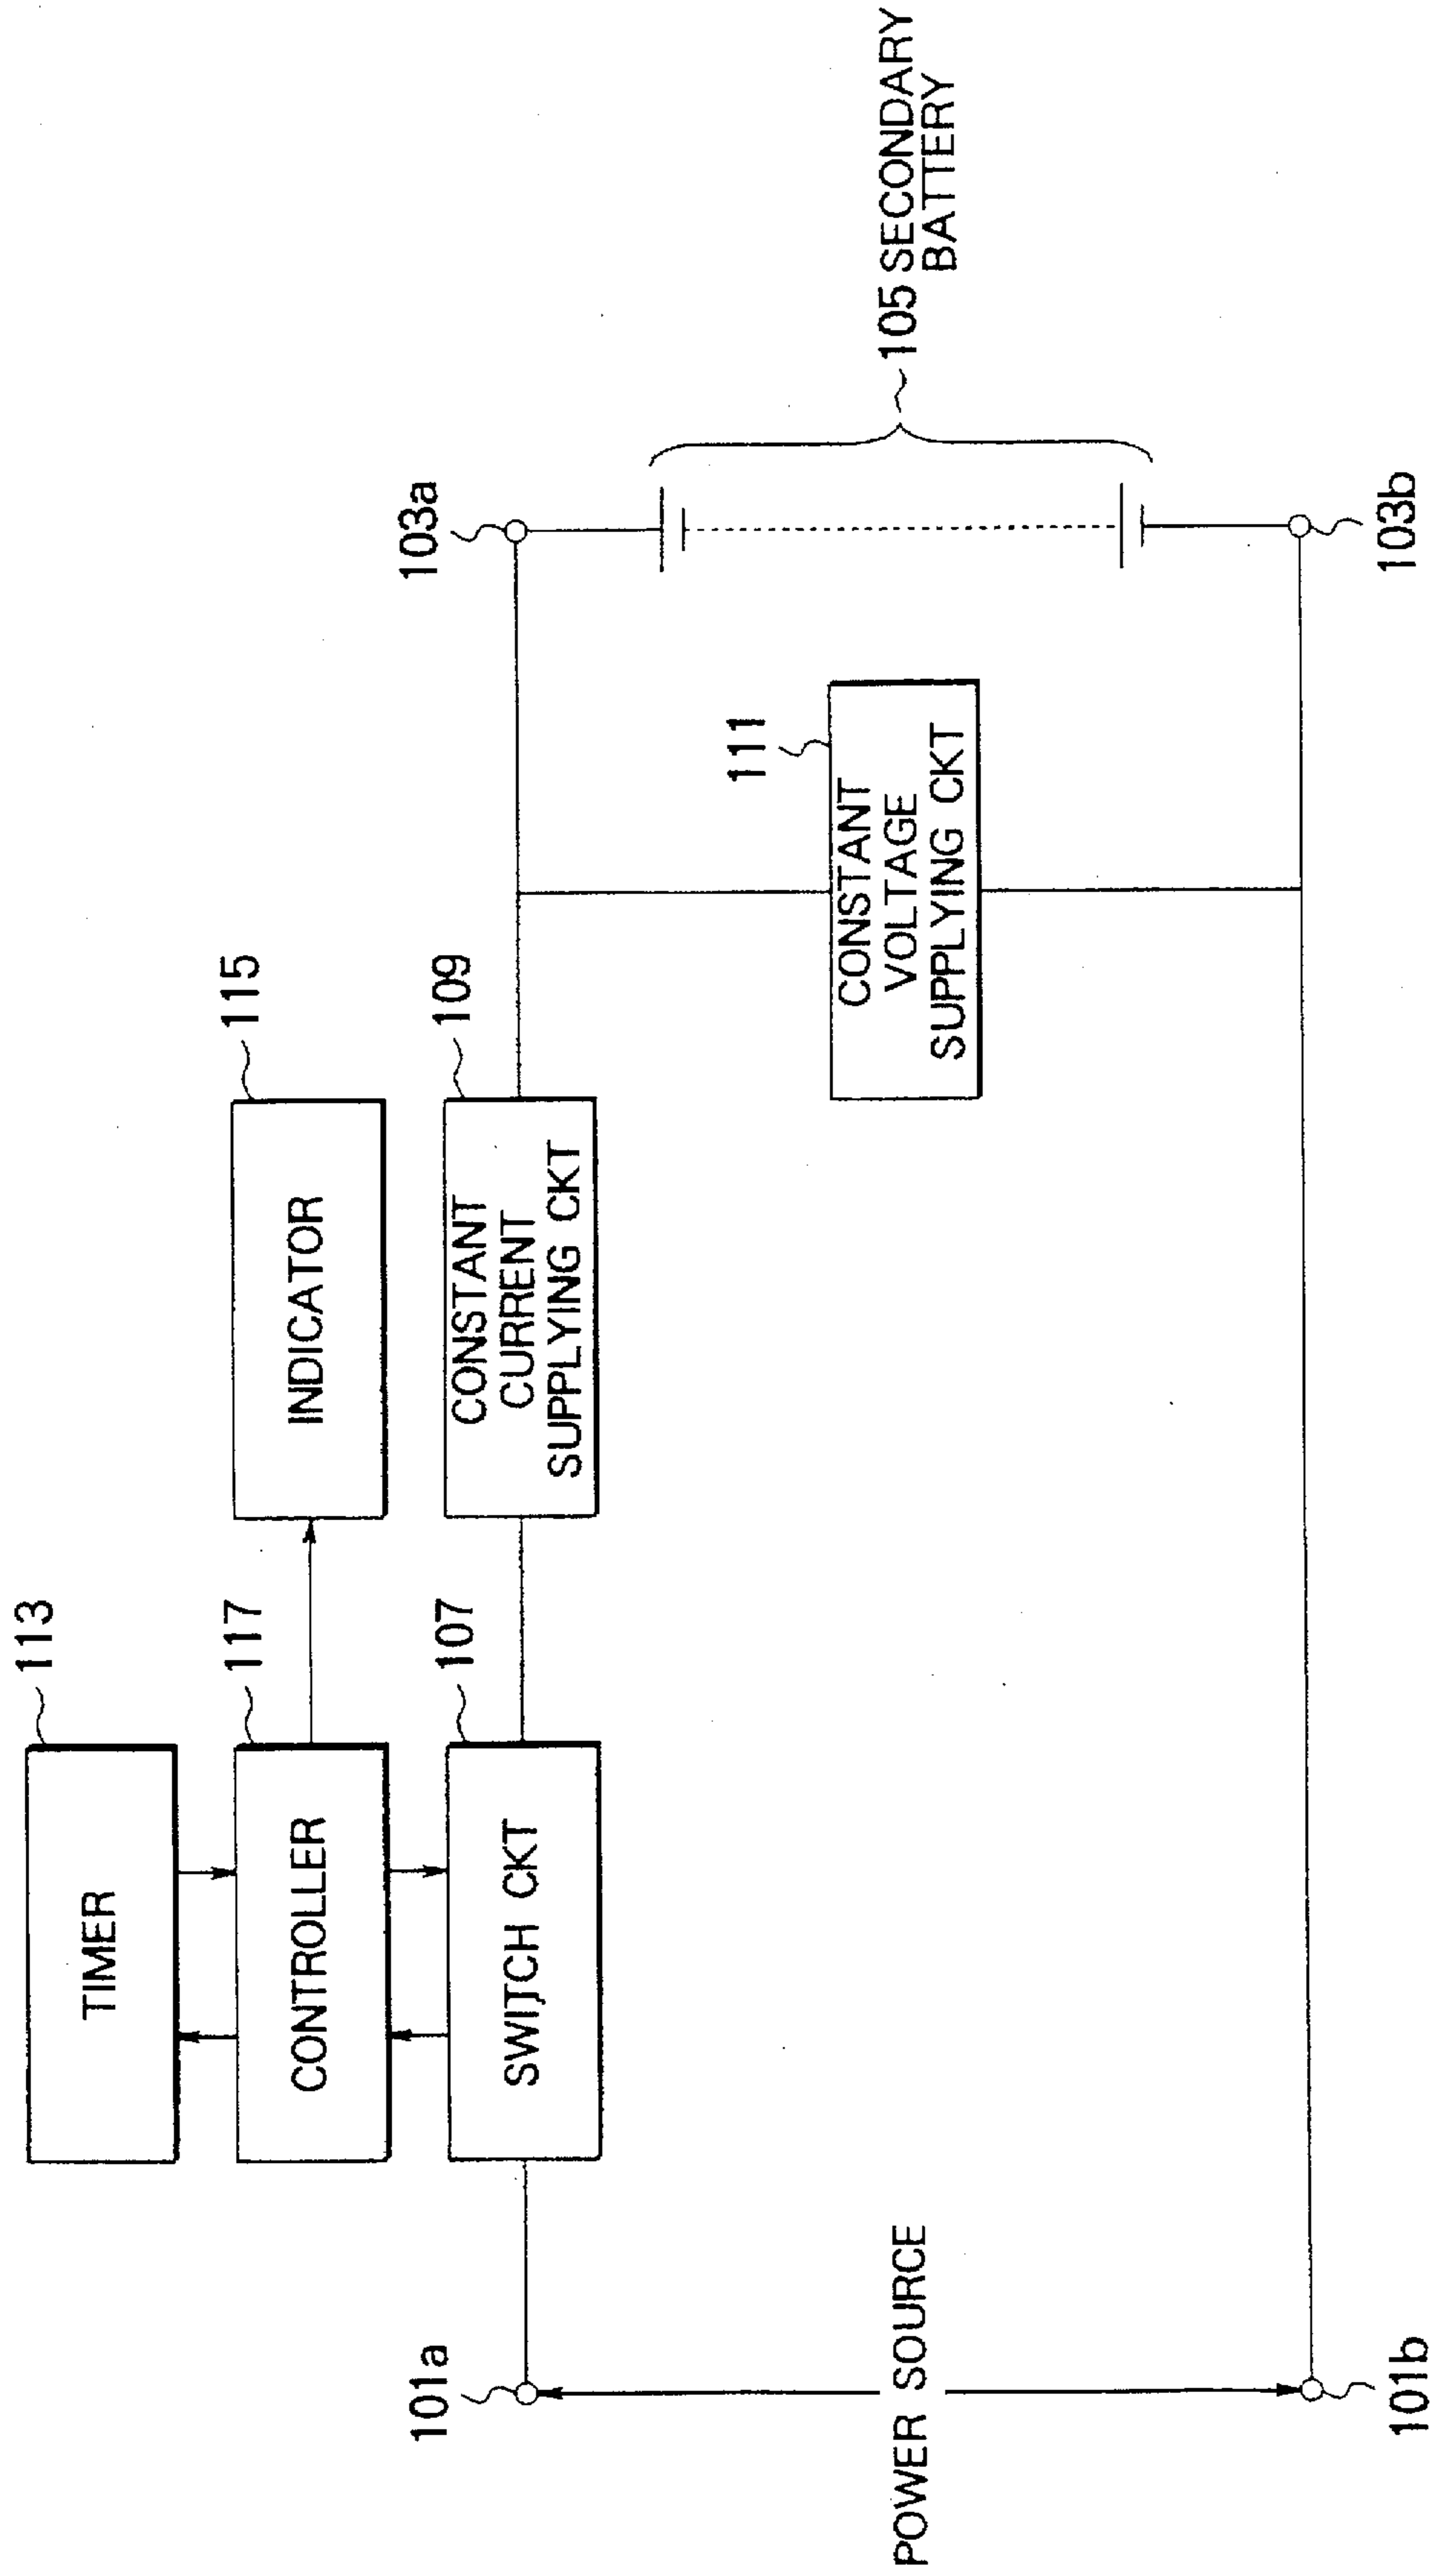 113
TIMER
117
CONTROLLER
115
INDICATOR
107
SWITCH CKT
109
CONSTANT
CURRENT
SUPPLYING CKT
101a
103a
111
CONSTANT
VOLTAGE
SUPPLYING CKT
105 SECONDARY
BATTERY
POWER SOURCE
101b
103b